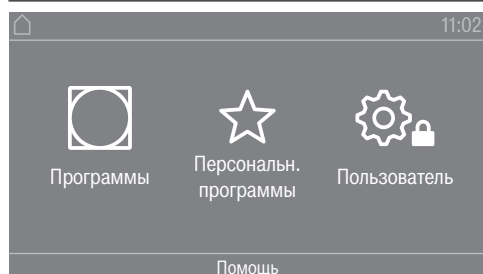 11:02
Программы
Персональн.
программы
Пользователь
Помощь